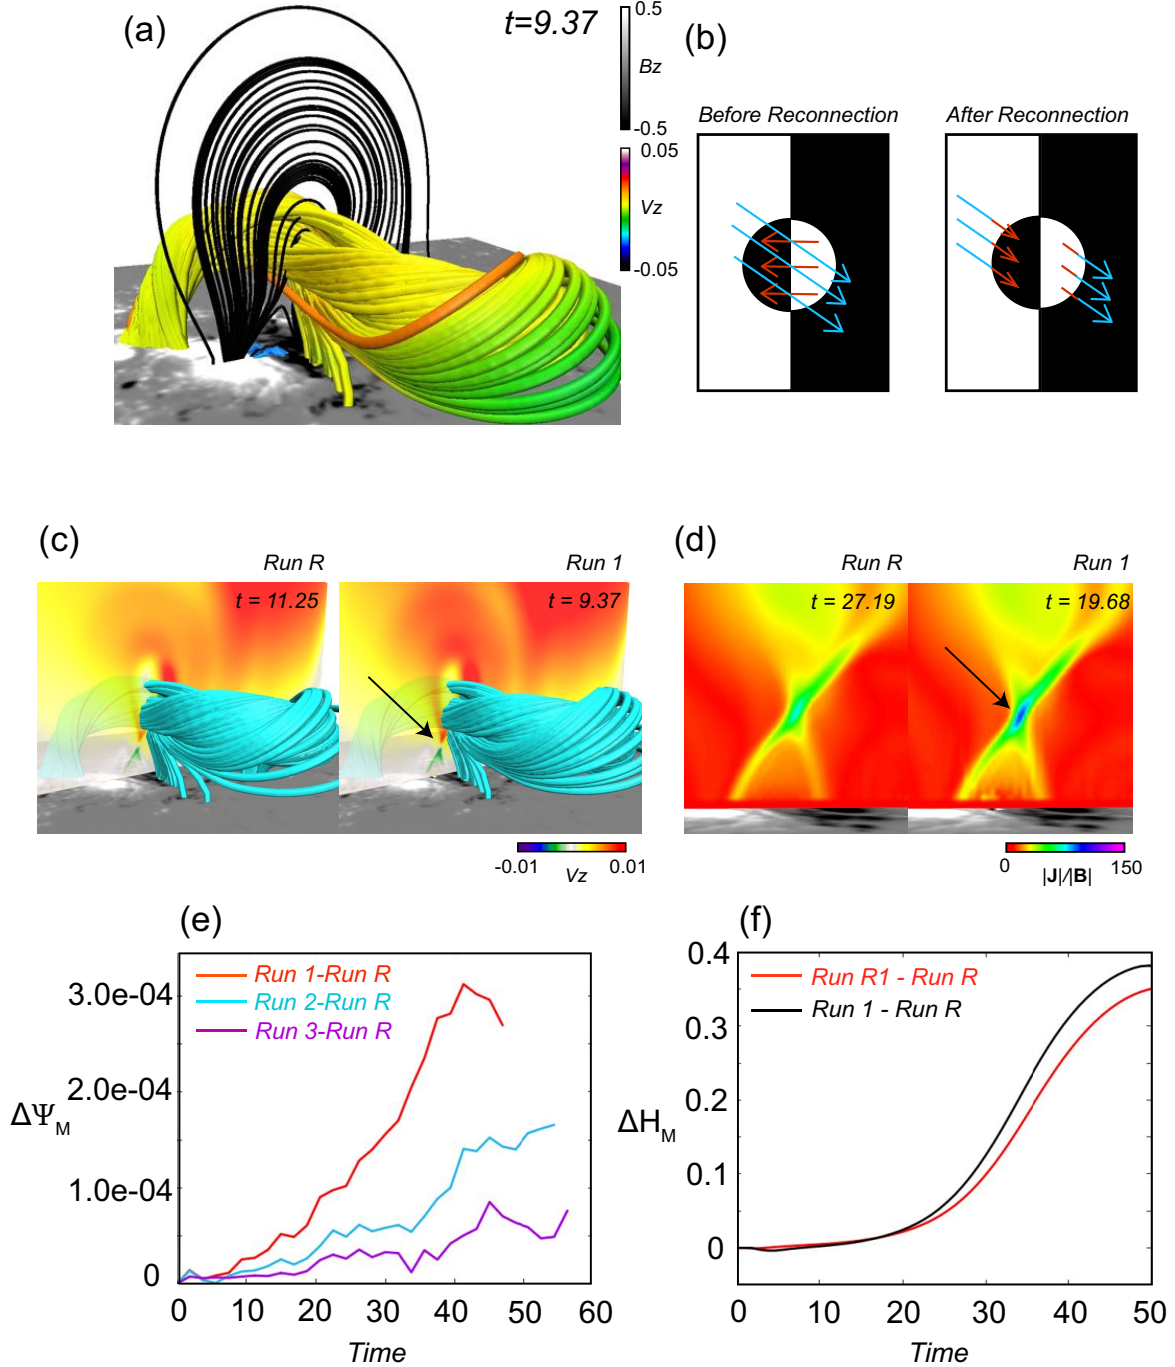 (a)
t=9.37
0.5
Bz
-0.5
0.05
Vz
-0.05
(b)
Before Reconnection
After Reconnection
(c)
Run R
Run 1
t = 11.25
t = 9.37
-0.01
Vz
0.01
(d)
Run R
Run 1
t = 27.19
t = 19.68
0
|J|/|B|
150
(e)
Run 1-Run R
Run 2-Run R
Run 3-Run R
3.0e-04
2.0e-04
1.0e-04
0
ΔΨM
0 10 20 30 40 50 60
Time
(f)
Run R1 - Run R
Run 1 - Run R
0.4
0.3
0.2
0.1
0
ΔHM
0 10 20 30 40 50
Time